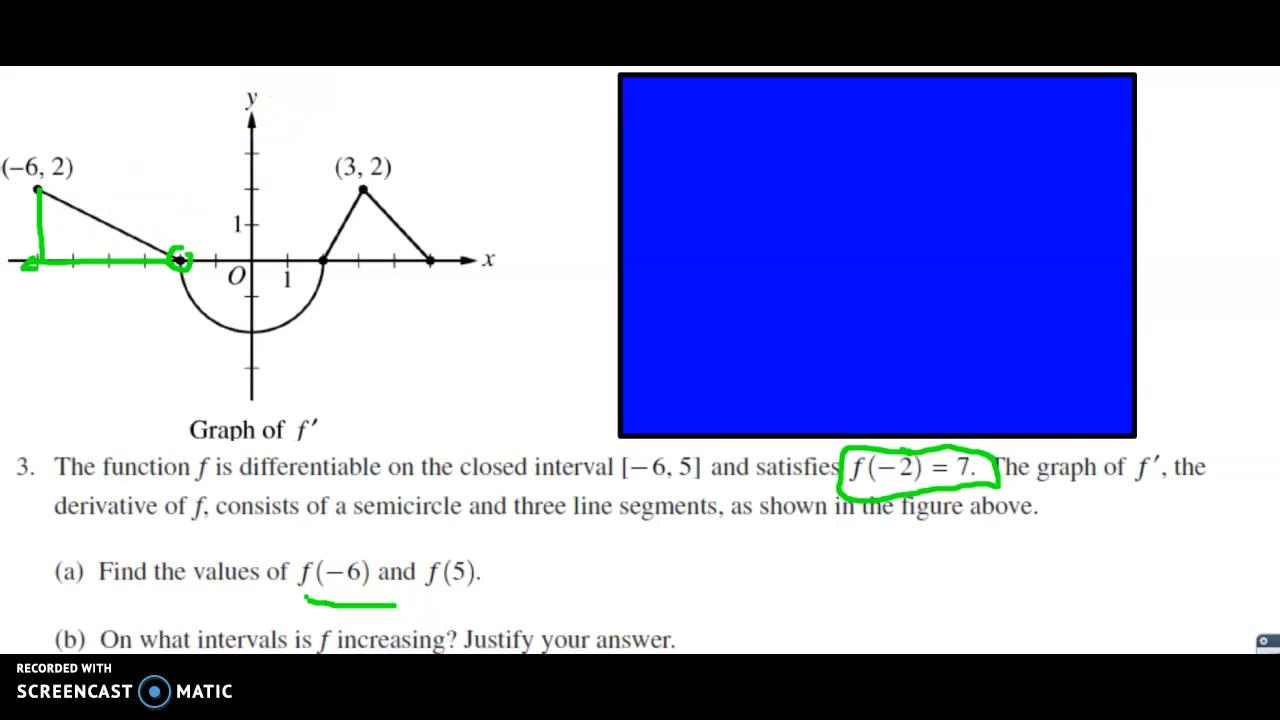 y
(−6, 2)
(3, 2)
1
x
O
1
Graph of f′
3. The function f is differentiable on the closed interval [−6, 5] and satisfies f(−2) = 7. The graph of f′, the
derivative of f, consists of a semicircle and three line segments, as shown in the figure above.
(a) Find the values of f(−6) and f(5).
(b) On what intervals is f increasing? Justify your answer.
RECORDED WITH
SCREENCAST MATIC